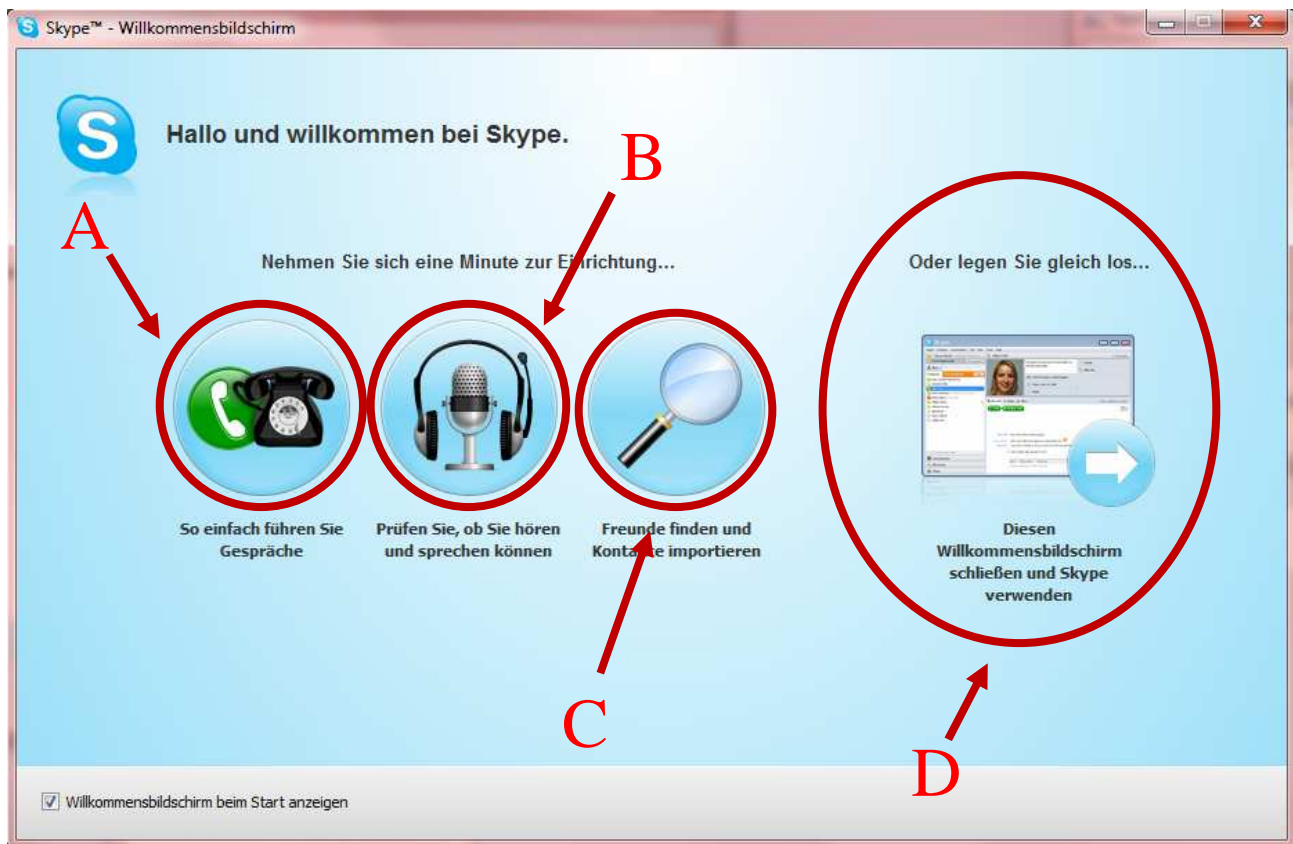 Skype™ - Willkommensbildschirm
S
Hallo und willkommen bei Skype.
B
A
Nehmen Sie sich eine Minute zur Einrichtung...
Oder legen Sie gleich los...
So einfach führen Sie
Gespräche
Prüfen Sie, ob Sie hören
und sprechen können
Freunde finden und
Kontakte importieren
Diesen
Willkommensbildschirm
schließen und Skype
verwenden
C
D
Willkommensbildschirm beim Start anzeigen